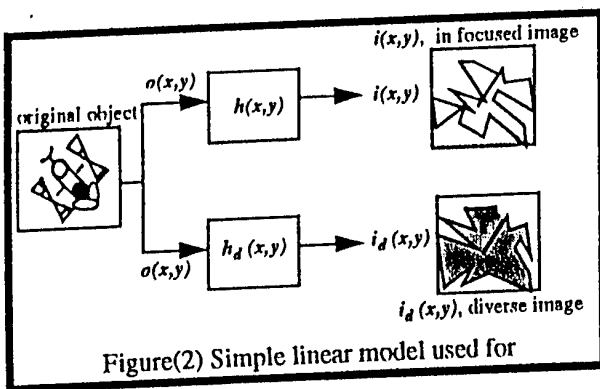 i(x,y), in focused image
o(x,y)
original object
h(x,y)
i(x,y)
h_d (x,y)
i_d (x,y)
o(x,y)
i_d (x,y), diverse image
Figure(2) Simple linear model used for